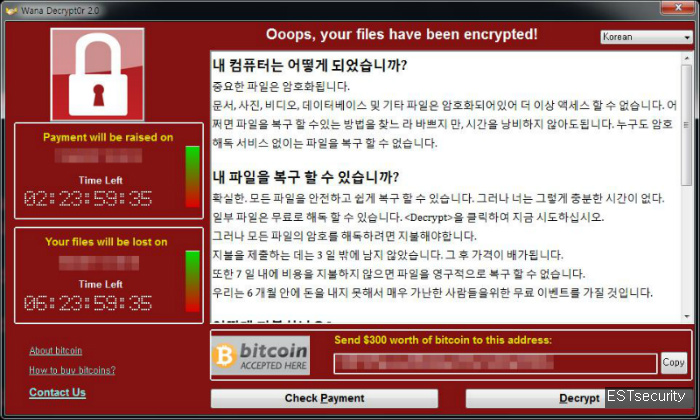 Wana Decrypt0r 2.0
Ooops, your files have been encrypted!
Korean
Payment will be raised on
Time Left
02:23:59:35
Your files will be lost on
Time Left
06:23:59:35
About bitcoin
How to buy bitcoins?
Contact Us
내 컴퓨터는 어떻게 되었습니까?
중요한 파일은 암호화됩니다.
문서, 사진, 비디오, 데이터베이스 및 기타 파일은 암호화되어있어 더 이상 액세스 할 수 없습니다. 어
쩌면 파일을 복구 할 수있는 방법을 찾느 라 바쁘지 만, 시간을 낭비하지 않아도됩니다. 누구도 암호
해독 서비스 없이는 파일을 복구 할 수 없습니다.
내 파일을 복구 할 수 있습니까?
확실한. 모든 파일을 안전하고 쉽게 복구 할 수 있습니다. 그러나 너는 그렇게 충분한 시간이 없다.
일부 파일은 무료로 해독 할 수 있습니다. <Decrypt>을 클릭하여 지금 시도하십시오.
그러나 모든 파일의 암호를 해독하려면 지불해야합니다.
지불을 제출하는 데는 3 일 밖에 남지 않았습니다. 그 후 가격이 배가됩니다.
또한 7 일 내에 비용을 지불하지 않으면 파일을 영구적으로 복구 할 수 없습니다.
우리는 6 개월 안에 돈을 내지 못해서 매우 가난한 사람들을위한 무료 이벤트를 가질 것입니다.
bitcoin
ACCEPTED HERE
Send $300 worth of bitcoin to this address:
Copy
Check Payment
Decrypt
ESTsecurity